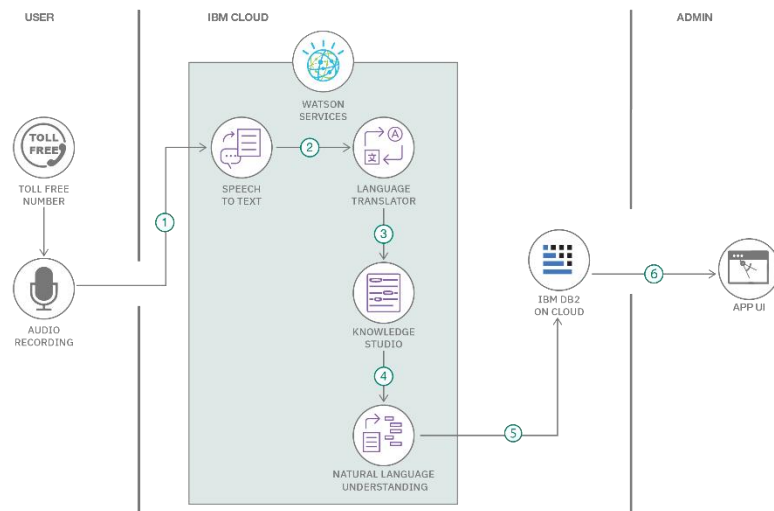 USER
IBM CLOUD
ADMIN
WATSON
SERVICES
TOLL
FREE
TOLL FREE
NUMBER
1
SPEECH
TO TEXT
2
A
文
LANGUAGE
TRANSLATOR
3
AUDIO
RECORDING
KNOWLEDGE
STUDIO
4
NATURAL LANGUAGE
UNDERSTANDING
5
IBM DB2
ON CLOUD
6
APP UI